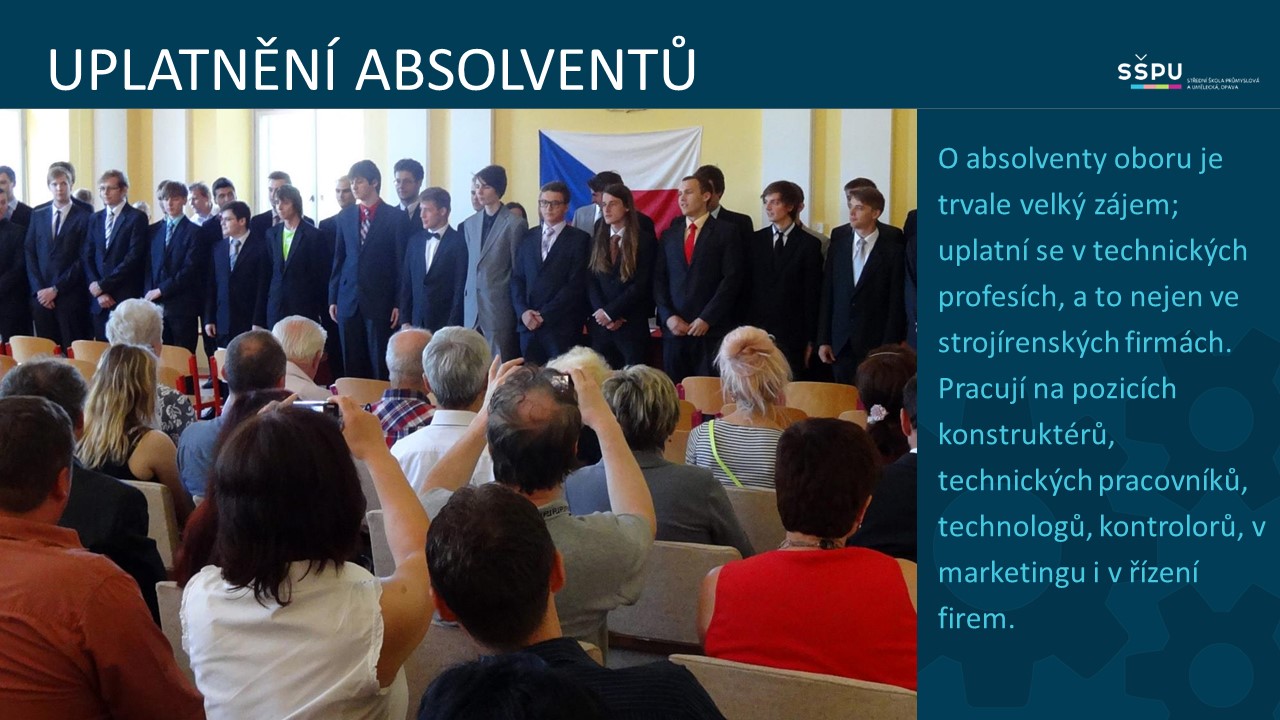 UPLATNĚNÍ ABSOLVENTŮ
SŠPU
STŘEDNÍ ŠKOLA PRŮMYSLOVÁ
A UMĚLECKÁ, OPAVA
O absolventy oboru je
trvale velký zájem;
uplatní se v technických
profesích, a to nejen ve
strojírenských firmách.
Pracují na pozicích
konstruktérů,
technických pracovníků,
technologů, kontrolorů, v
marketingu i v řízení
firem.